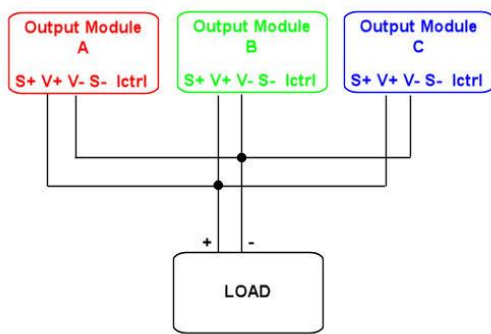 Output Module
A
S+ V+ V- S- Ictrl
Output Module
B
S+ V+ V- S- Ictrl
Output Module
C
S+ V+ V- S- Ictrl
+ -
LOAD